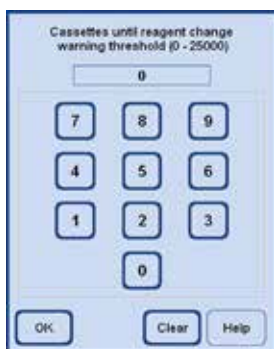 Cassettes until reagent change
warning threshold (0 - 25000)
0
7 8 9
4 5 6
1 2 3
0
OK Clear Help